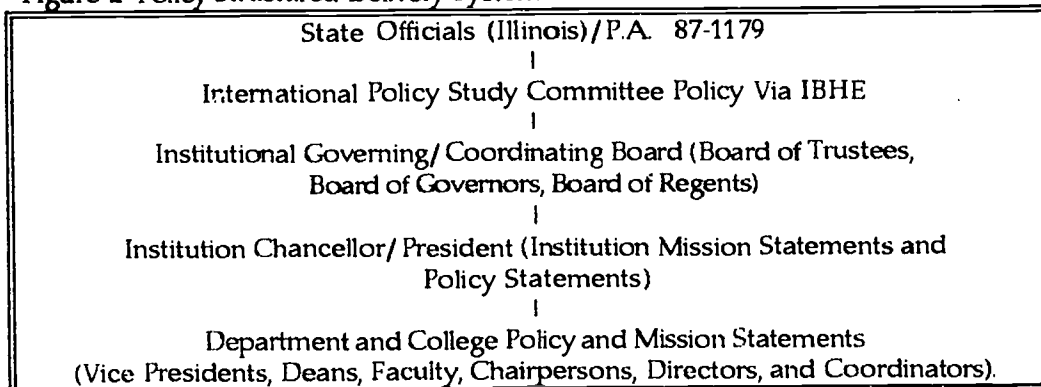 State Officials (Illinois)/P.A. 87-1179
International Policy Study Committee Policy Via IBHE
Institutional Governing/Coordinating Board (Board of Trustees,
Board of Governors, Board of Regents)
Institution Chancellor/President (Institution Mission Statements and
Policy Statements)
Department and College Policy and Mission Statements
(Vice Presidents, Deans, Faculty, Chairpersons, Directors, and Coordinators).